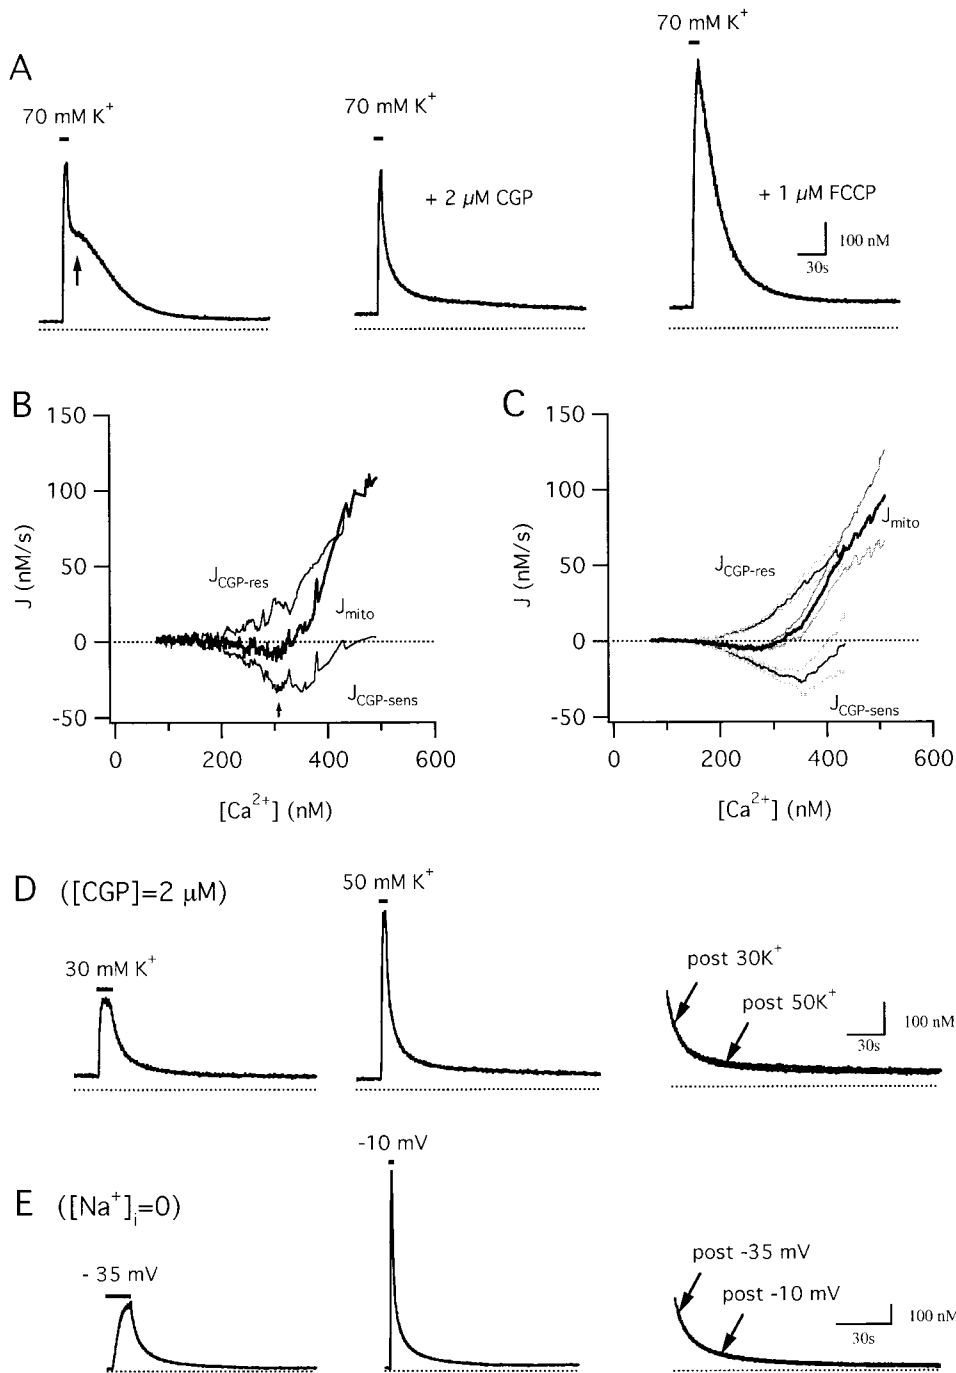 A
70 mM K+
70 mM K+
70 mM K+
+ 2 µM CGP
+ 1 µM FCCP
100 nM
30s
B
150
100
50
0
-50
J (nM/s)
JCGP-res
Jmito
JCGP-sens
0 200 400 600
[Ca2+] (nM)
C
150
100
50
0
-50
J (nM/s)
JCGP-res
Jmito
JCGP-sens
0 200 400 600
[Ca2+] (nM)
D ([CGP]=2 µM)
30 mM K+
50 mM K+
post 30K+
post 50K+
100 nM
30s
E ([Na+]i=0)
- 35 mV
-10 mV
post -35 mV
post -10 mV
100 nM
30s